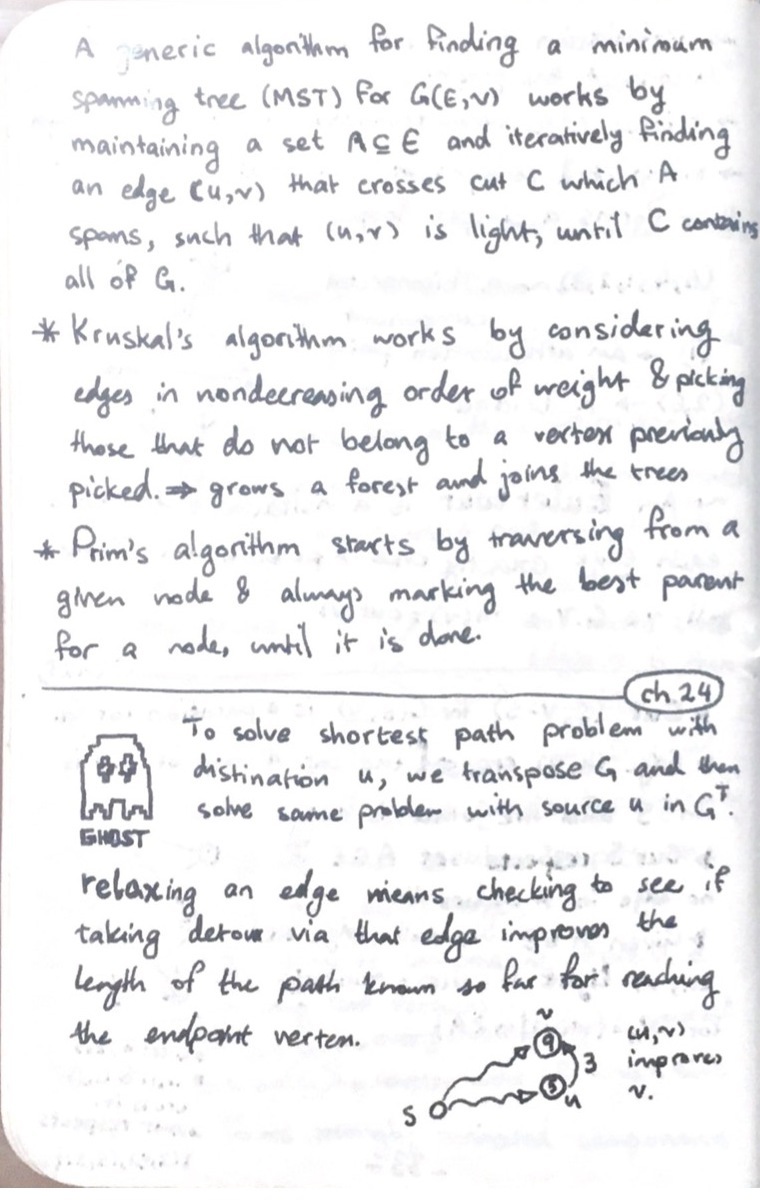 A generic algorithm for finding a minimum
spanning tree (MST) for G(E,V) works by
maintaining a set A⊆E and iteratively finding
an edge (u,v) that crosses cut C which A
spans, such that (u,v) is light, until C contains
all of G.
* Kruskal's algorithm works by considering
edges in nondecreasing order of weight & picking
those that do not belong to a vertex previously
picked. ⇒ grows a forest and joins the trees
* Prim's algorithm starts by traversing from a
given node & always marking the best parent
for a node, until it is done.
ch.24
To solve shortest path problem with
distination u, we transpose G and then
solve same problem with source u in Gᵀ.
GHOST
relaxing an edge means checking to see if
taking detour via that edge improves the
length of the path known so far for reaching
the endpoint vertex.
v
9
3
5
u
S
(u,v)
improves
v.